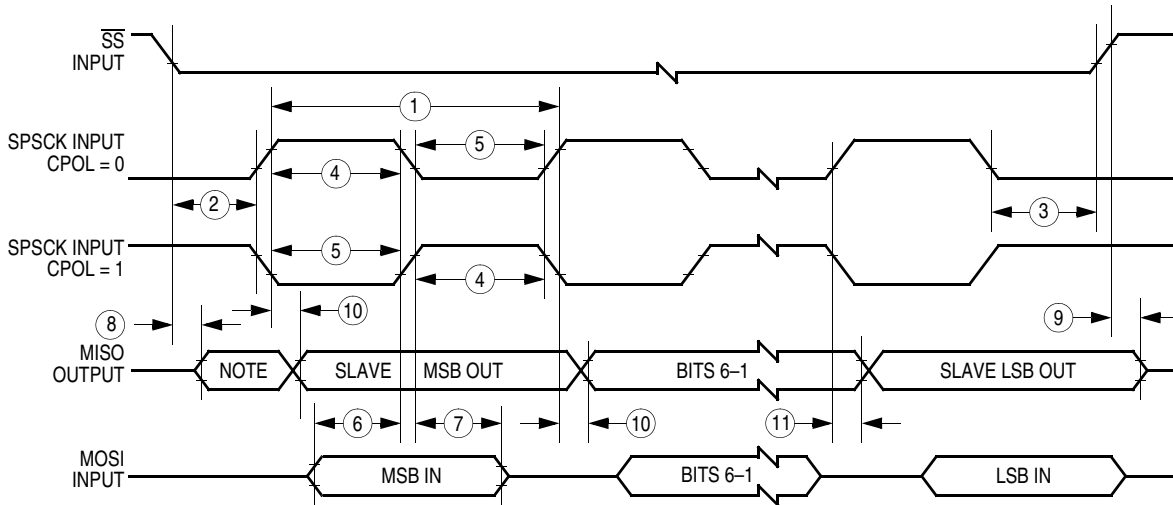 SS
INPUT
1
SPSCK INPUT
CPOL = 0
5
4
2
3
SPSCK INPUT
CPOL = 1
5
4
8
10
9
MISO
OUTPUT
NOTE
SLAVE
MSB OUT
BITS 6–1
SLAVE LSB OUT
6
7
10
11
MOSI
INPUT
MSB IN
BITS 6–1
LSB IN